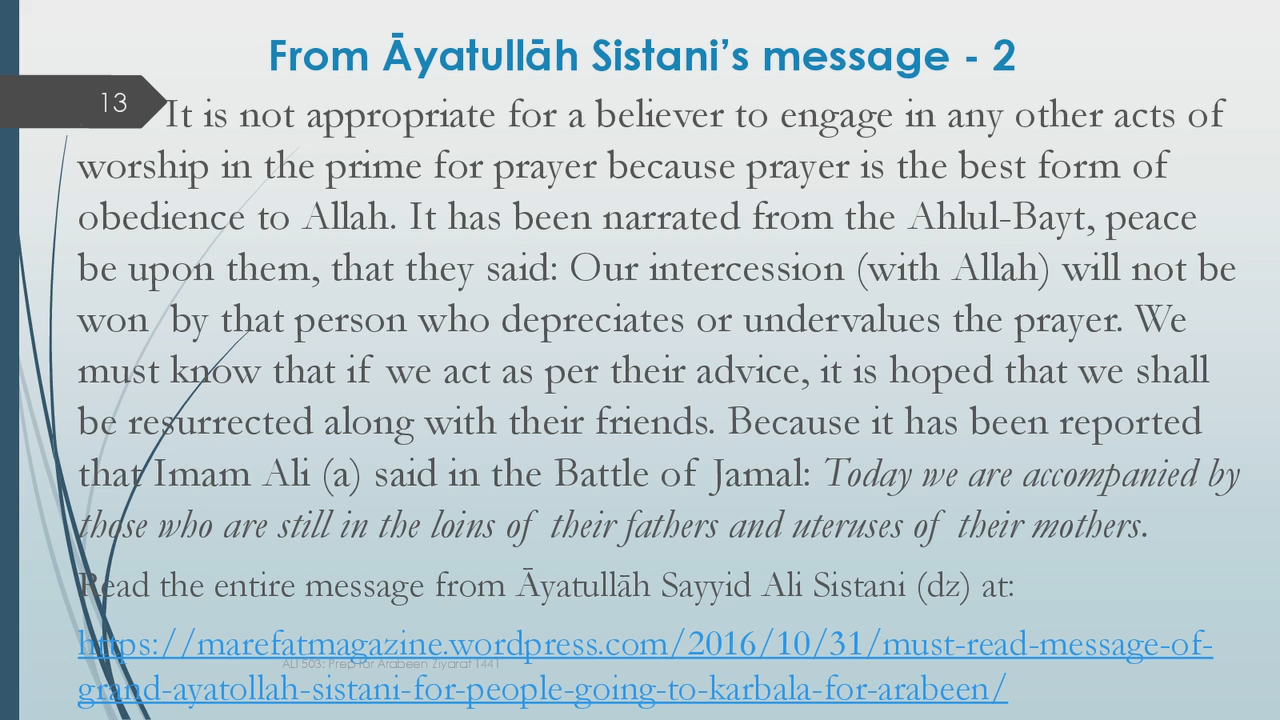 From Āyatullāh Sistani’s message - 2
13
It is not appropriate for a believer to engage in any other acts of
worship in the prime for prayer because prayer is the best form of
obedience to Allah. It has been narrated from the Ahlul-Bayt, peace
be upon them, that they said: Our intercession (with Allah) will not be
won by that person who depreciates or undervalues the prayer. We
must know that if we act as per their advice, it is hoped that we shall
be resurrected along with their friends. Because it has been reported
that Imam Ali (a) said in the Battle of Jamal: Today we are accompanied by
those who are still in the loins of their fathers and uteruses of their mothers.
Read the entire message from Āyatullāh Sayyid Ali Sistani (dz) at:
https://marefatmagazine.wordpress.com/2016/10/31/must-read-message-of-
ALI 503: Prep for Arabeen Ziyarat 1441
grand-ayatollah-sistani-for-people-going-to-karbala-for-arabeen/